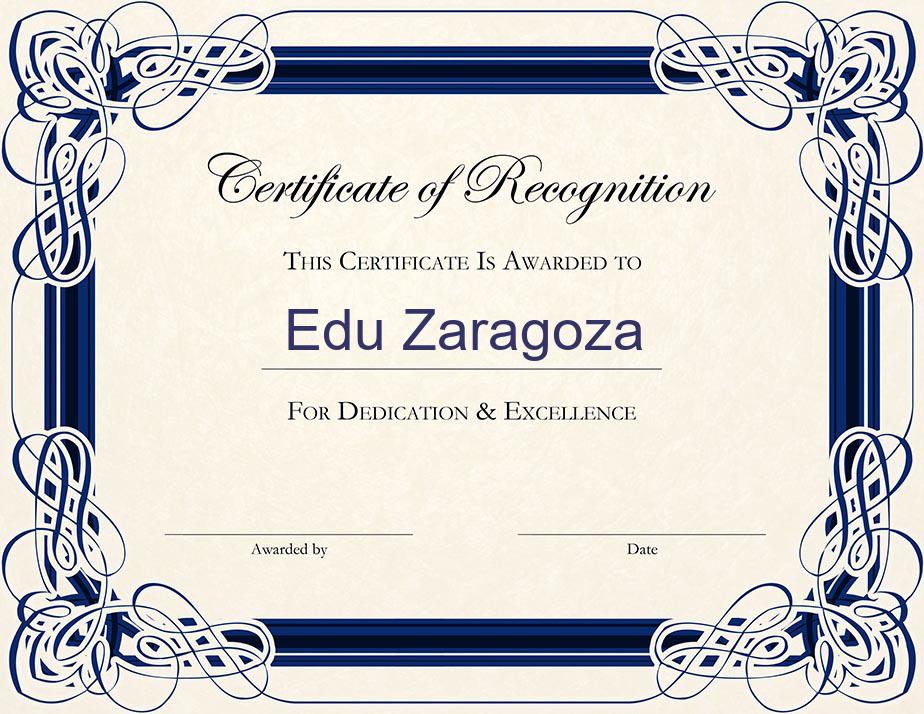 Certificate of Recognition
This Certificate Is Awarded to
Edu Zaragoza
For Dedication & Excellence
Awarded by
Date